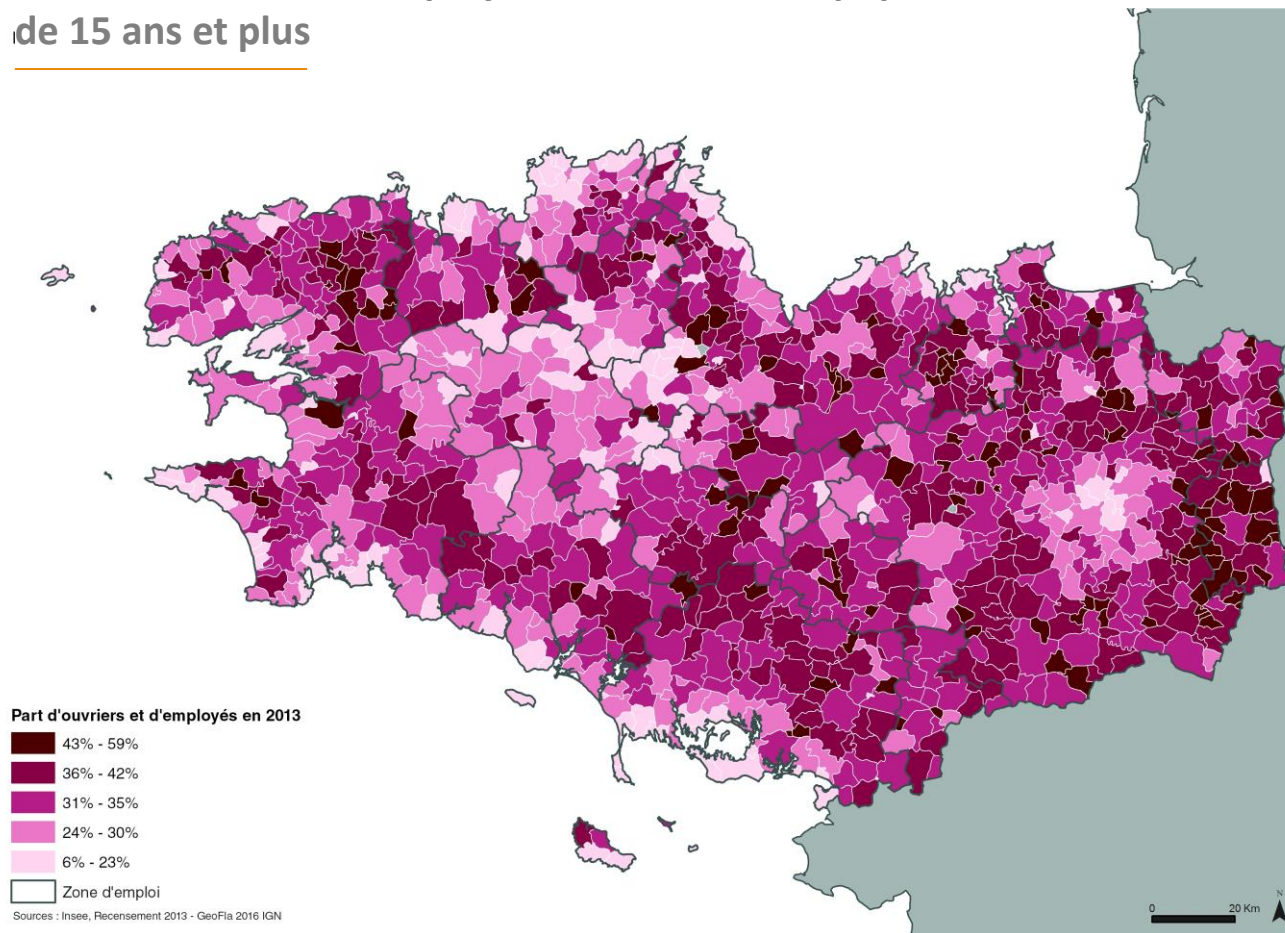 de 15 ans et plus
Part d'ouvriers et d'employés en 2013
43% - 59%
36% - 42%
31% - 35%
24% - 30%
6% - 23%
Zone d'emploi
Sources : Insee, Recensement 2013 - GeoFla 2016 IGN
0 20 Km
N